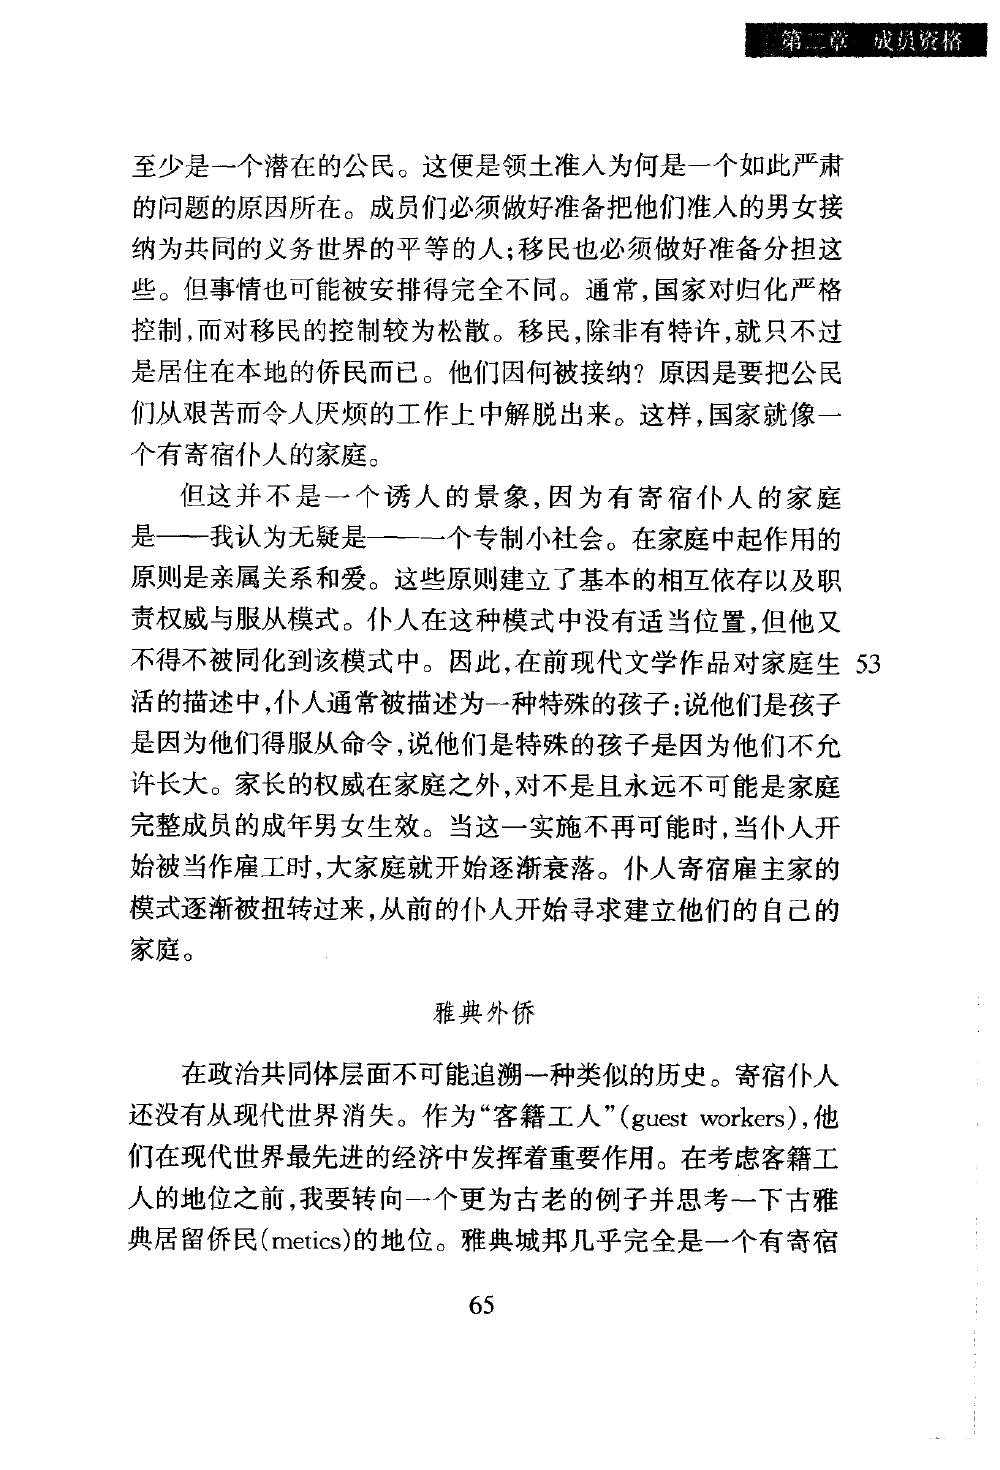 第二章 成员资格
至少是一个潜在的公民。这便是领土准入为何是一个如此严肃
的问题的原因所在。成员们必须做好准备把他们准入的男女接
纳为共同的义务世界的平等的人;移民也必须做好准备分担这
些。但事情也可能被安排得完全不同。通常,国家对归化严格
控制,而对移民的控制较为松散。移民,除非有特许,就只不过
是居住在本地的侨民而已。他们因何被接纳?原因是要把公民
们从艰苦而令人厌烦的工作上中解脱出来。这样,国家就像一
个有寄宿仆人的家庭。
但这并不是一个诱人的景象,因为有寄宿仆人的家庭
是——我认为无疑是——一个专制小社会。在家庭中起作用的
原则是亲属关系和爱。这些原则建立了基本的相互依存以及职
责权威与服从模式。仆人在这种模式中没有适当位置,但他又
不得不被同化到该模式中。因此,在前现代文学作品对家庭生 53
活的描述中,仆人通常被描述为一种特殊的孩子:说他们是孩子
是因为他们得服从命令,说他们是特殊的孩子是因为他们不允
许长大。家长的权威在家庭之外,对不是且永远不可能是家庭
完整成员的成年男女生效。当这一实施不再可能时,当仆人开
始被当作雇工时,大家庭就开始逐渐衰落。仆人寄宿雇主家的
模式逐渐被扭转过来,从前的仆人开始寻求建立他们的自己的
家庭。
雅典外侨
在政治共同体层面不可能追溯一种类似的历史。寄宿仆人
还没有从现代世界消失。作为“客籍工人”(guest workers),他
们在现代世界最先进的经济中发挥着重要作用。在考虑客籍工
人的地位之前,我要转向一个更为古老的例子并思考一下古雅
典居留侨民(metics)的地位。雅典城邦几乎完全是一个有寄宿
65